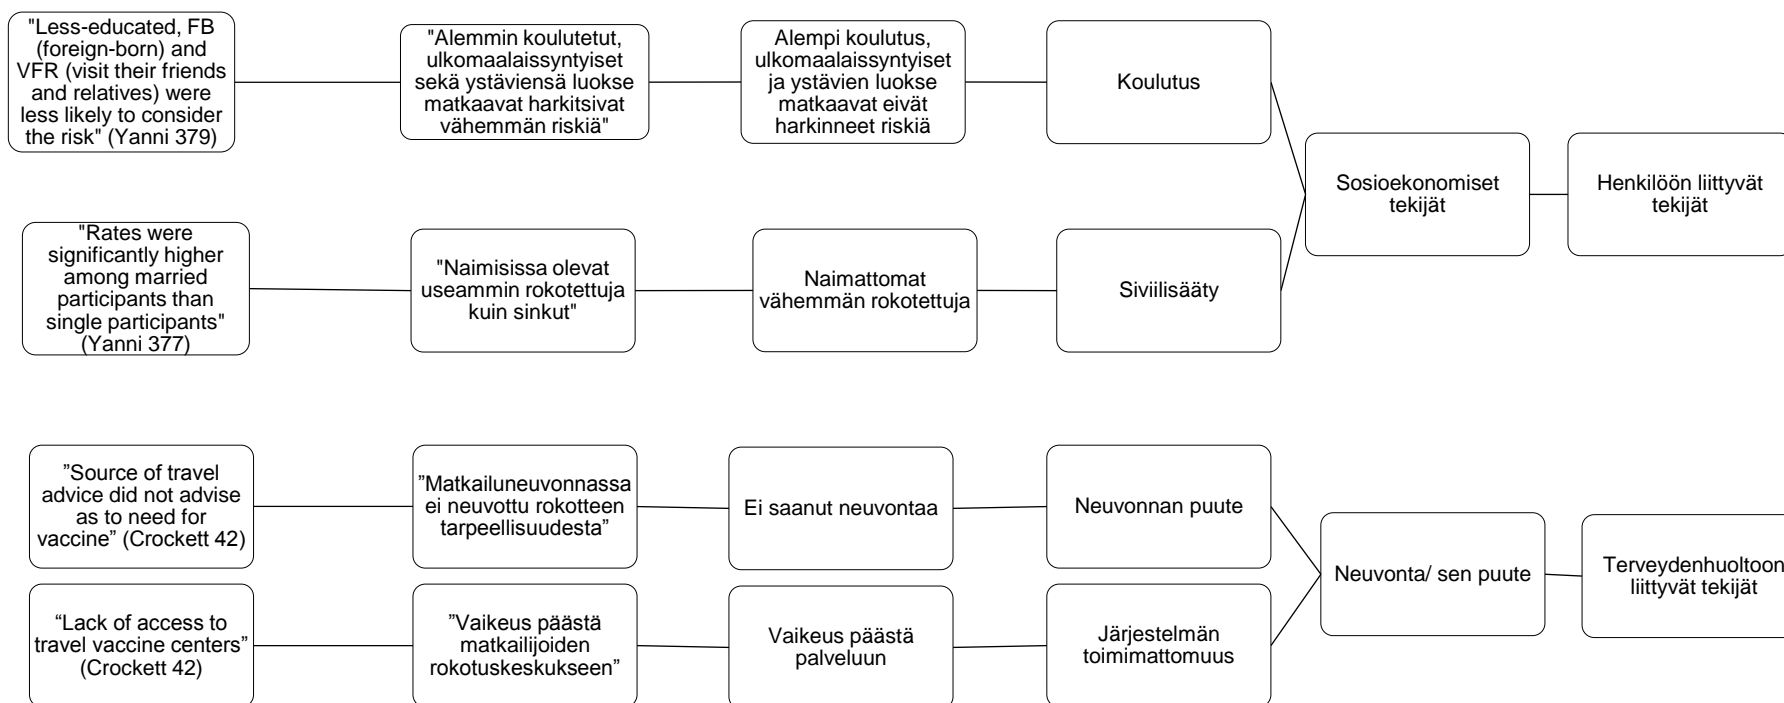 "Less-educated, FB
(foreign-born) and
VFR (visit their friends
and relatives) were
less likely to consider
the risk" (Yanni 379)
"Alemmin koulutetut,
ulkomaalaissyntyiset
sekä ystäviensä luokse
matkaavat harkitsivat
vähemmän riskiä"
Alempi koulutus,
ulkomaalaissyntyiset
ja ystävien luokse
matkaavat eivät
harkinneet riskiä
Koulutus
Sosioekonomiset
tekijät
Henkilöön liittyvät
tekijät
"Rates were
significantly higher
among married
participants than
single participants"
(Yanni 377)
"Naimisissa olevat
useammin rokotettuja
kuin sinkut"
Naimattomat
vähemmän rokotettuja
Siviilisääty
”Source of travel
advice did not advise
as to need for
vaccine” (Crockett 42)
”Matkailuneuvonnassa
ei neuvottu rokotteen
tarpeellisuudesta”
Ei saanut neuvontaa
Neuvonnan puute
Neuvonta/ sen puute
Terveydenhuoltoon
liittyvät tekijät
“Lack of access to
travel vaccine centers”
(Crockett 42)
”Vaikeus päästä
matkailijoiden
rokotuskeskukseen”
Vaikeus päästä
palveluun
Järjestelmän
toimimattomuus